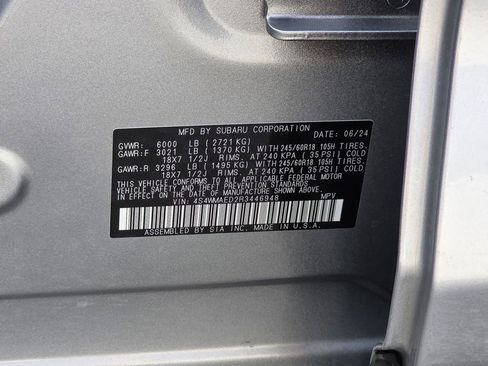 MFD BY SUBARU CORPORATION DATE: 06/24
GVWR: 6000 LB ( 2721 KG)
GAWR:F 3021 LB ( 1370 KG) WITH 245/60R18 105H TIRES.
18X7 1/2J RIMS. AT 240 KPA ( 35 PSI) COLD
GAWR:R 3296 LB ( 1495 KG) WITH 245/60R18 105H TIRES.
18X7 1/2J RIMS. AT 240 KPA ( 35 PSI) COLD
THIS VEHICLE CONFORMS TO ALL APPLICABLE FEDERAL MOTOR
VEHICLE SAFETY AND THEFT PREVENTION STANDARDS
IN EFFECT ON THE DATE OF MANUFACTURE SHOWN ABOVE.
VIN: 4S4WMAED2R3446948 MPV
ASSEMBLED BY SIA INC. MADE IN U.S.A.